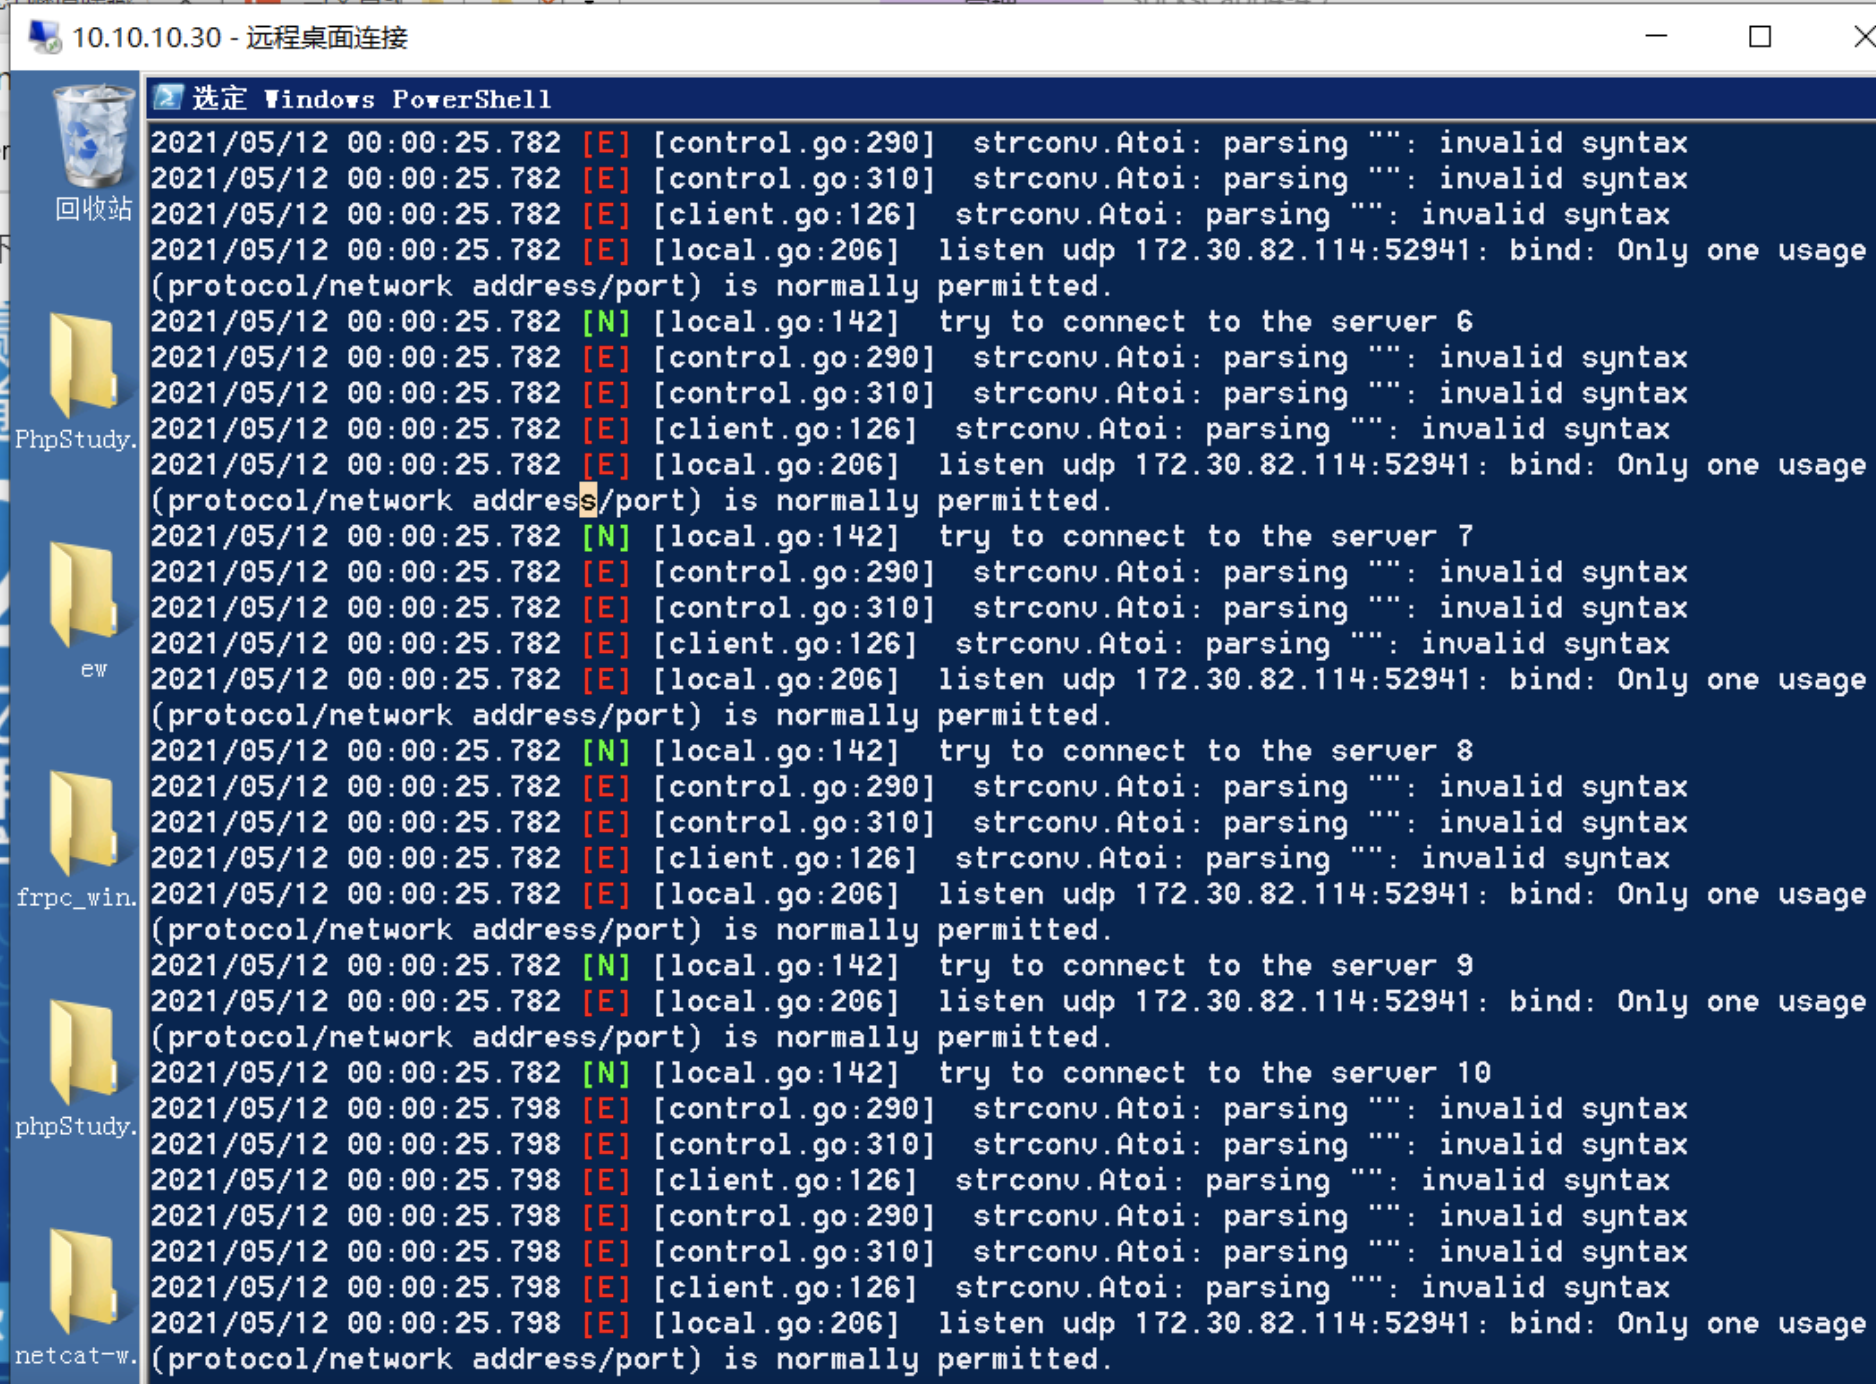 10.10.10.30 - 远程桌面连接
选定 Windows PowerShell
2021/05/12 00:00:25.782 [E] [control.go:290]  strconv.Atoi: parsing "": invalid syntax
2021/05/12 00:00:25.782 [E] [control.go:310]  strconv.Atoi: parsing "": invalid syntax
2021/05/12 00:00:25.782 [E] [client.go:126]  strconv.Atoi: parsing "": invalid syntax
2021/05/12 00:00:25.782 [E] [local.go:206]  listen udp 172.30.82.114:52941: bind: Only one usage
(protocol/network address/port) is normally permitted.
2021/05/12 00:00:25.782 [N] [local.go:142]  try to connect to the server 6
2021/05/12 00:00:25.782 [E] [control.go:290]  strconv.Atoi: parsing "": invalid syntax
2021/05/12 00:00:25.782 [E] [control.go:310]  strconv.Atoi: parsing "": invalid syntax
2021/05/12 00:00:25.782 [E] [client.go:126]  strconv.Atoi: parsing "": invalid syntax
2021/05/12 00:00:25.782 [E] [local.go:206]  listen udp 172.30.82.114:52941: bind: Only one usage
(protocol/network address/port) is normally permitted.
2021/05/12 00:00:25.782 [N] [local.go:142]  try to connect to the server 7
2021/05/12 00:00:25.782 [E] [control.go:290]  strconv.Atoi: parsing "": invalid syntax
2021/05/12 00:00:25.782 [E] [control.go:310]  strconv.Atoi: parsing "": invalid syntax
2021/05/12 00:00:25.782 [E] [client.go:126]  strconv.Atoi: parsing "": invalid syntax
2021/05/12 00:00:25.782 [E] [local.go:206]  listen udp 172.30.82.114:52941: bind: Only one usage
(protocol/network address/port) is normally permitted.
2021/05/12 00:00:25.782 [N] [local.go:142]  try to connect to the server 8
2021/05/12 00:00:25.782 [E] [control.go:290]  strconv.Atoi: parsing "": invalid syntax
2021/05/12 00:00:25.782 [E] [control.go:310]  strconv.Atoi: parsing "": invalid syntax
2021/05/12 00:00:25.782 [E] [client.go:126]  strconv.Atoi: parsing "": invalid syntax
2021/05/12 00:00:25.782 [E] [local.go:206]  listen udp 172.30.82.114:52941: bind: Only one usage
(protocol/network address/port) is normally permitted.
2021/05/12 00:00:25.782 [N] [local.go:142]  try to connect to the server 9
2021/05/12 00:00:25.782 [E] [local.go:206]  listen udp 172.30.82.114:52941: bind: Only one usage
(protocol/network address/port) is normally permitted.
2021/05/12 00:00:25.782 [N] [local.go:142]  try to connect to the server 10
2021/05/12 00:00:25.798 [E] [control.go:290]  strconv.Atoi: parsing "": invalid syntax
2021/05/12 00:00:25.798 [E] [control.go:310]  strconv.Atoi: parsing "": invalid syntax
2021/05/12 00:00:25.798 [E] [client.go:126]  strconv.Atoi: parsing "": invalid syntax
2021/05/12 00:00:25.798 [E] [control.go:290]  strconv.Atoi: parsing "": invalid syntax
2021/05/12 00:00:25.798 [E] [control.go:310]  strconv.Atoi: parsing "": invalid syntax
2021/05/12 00:00:25.798 [E] [client.go:126]  strconv.Atoi: parsing "": invalid syntax
2021/05/12 00:00:25.798 [E] [local.go:206]  listen udp 172.30.82.114:52941: bind: Only one usage
(protocol/network address/port) is normally permitted.
回收站
PhpStudy.
ew
frpc_win.
phpStudy.
netcat-w.